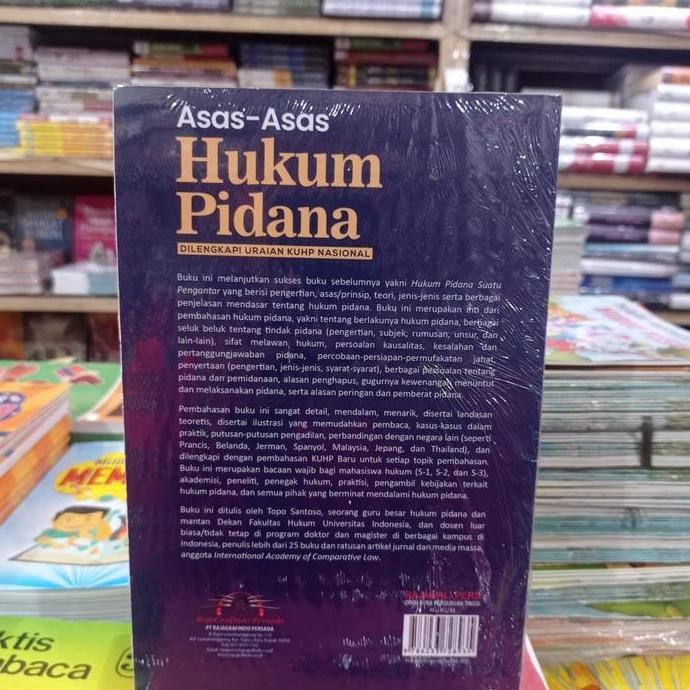 Asas-Asas
Hukum
Pidana
DILENGKAPI URAIAN KUHP NASIONAL
Buku ini melanjutkan sukses buku sebelumnya yakni Hukum Pidana Suatu
Pengantar yang berisi pengertian, asas/prinsip, teori, jenis-jenis serta berbagai
penjelasan mendasar tentang hukum pidana. Buku ini merupakan inti dari
pembahasan hukum pidana, yakni tentang berlakunya hukum pidana, berbagai
seluk beluk tentang tindak pidana (pengertian, subjek, rumusan, unsur, dan
lain-lain), sifat melawan hukum, persoalan kausalitas, kesalahan dan
pertanggungjawaban pidana, percobaan-persiapan-permufakatan jahat,
penyertaan (pengertian, jenis-jenis, syarat-syarat), berbagai persoalan tentang
pidana dan pemidanaan, alasan penghapus, gugurnya kewenangan menuntut
dan melaksanakan pidana, serta alasan peringan dan pemberat pidana.
Pembahasan buku ini sangat detail, mendalam, menarik, disertai landasan
teoretis, disertai ilustrasi yang memudahkan pembaca, kasus-kasus dalam
praktik, putusan-putusan pengadilan, perbandingan dengan negara lain (seperti
Prancis, Belanda, Jerman, Spanyol, Malaysia, Jepang, dan Thailand), dan
dilengkapi dengan pembahasan KUHP Baru untuk setiap topik pembahasan.
Buku ini merupakan bacaan wajib bagi mahasiswa hukum (S-1, S-2, dan S-3),
akademisi, peneliti, penegak hukum, praktisi, pengambil kebijakan terkait
hukum pidana, dan semua pihak yang berminat mendalami hukum pidana.
Buku ini ditulis oleh Topo Santoso, seorang guru besar hukum pidana dan
mantan Dekan Fakultas Hukum Universitas Indonesia, dan dosen luar
biasa/tidak tetap di program doktor dan magister di berbagai kampus di
Indonesia, penulis lebih dari 25 buku dan ratusan artikel jurnal dan media massa,
anggota International Academy of Comparative Law.
RajaGrafindo Persada
PT RAJAGRAFINDO PERSADA
RAJAWALI PERS
DIVISI BUKU PERGURUAN TINGGI
HUKUM
MEM
ktis
baca